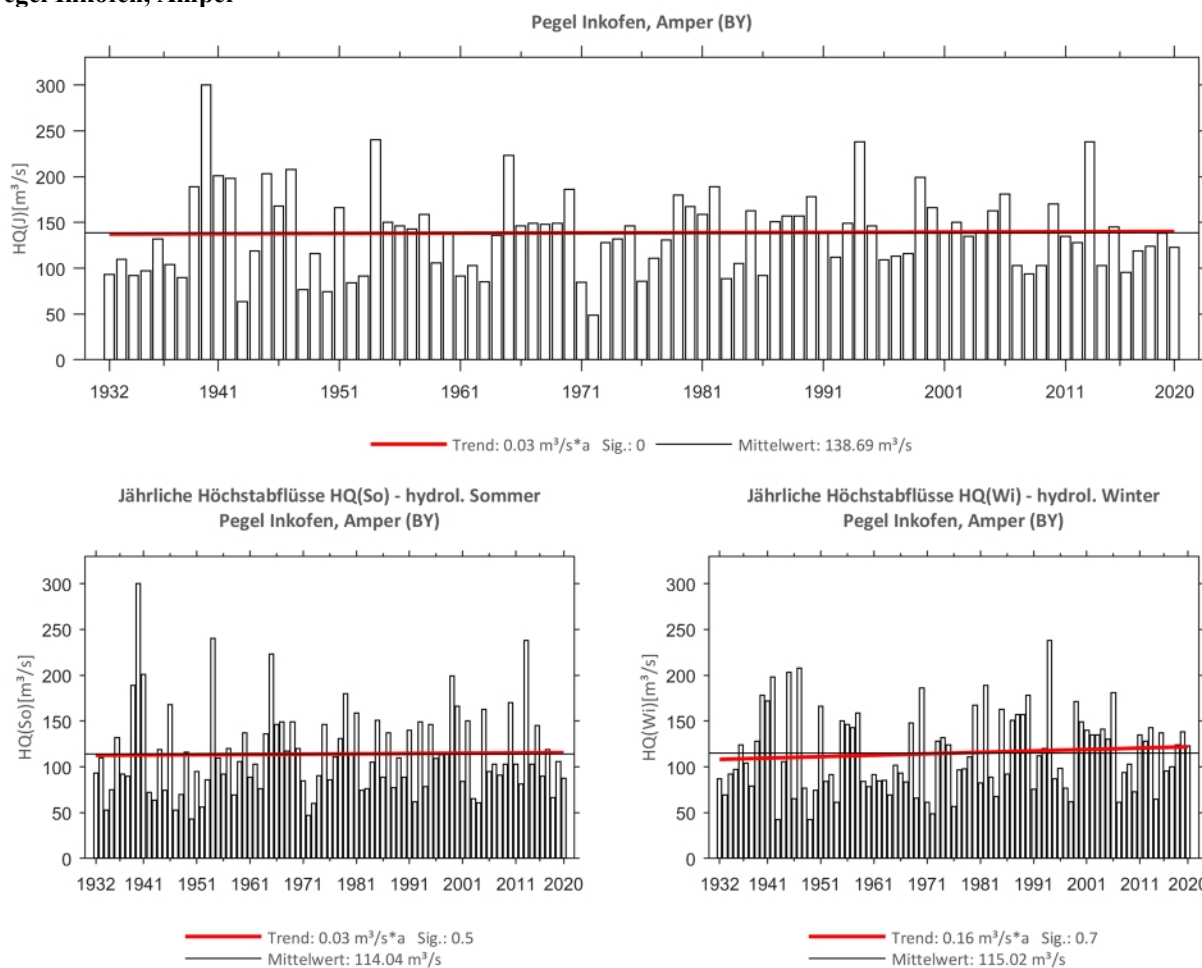 Pegel Inkofen, Amper
Pegel Inkofen, Amper (BY)
HQ(J)[m³/s]
300
250
200
150
100
50
0
1932 1941 1951 1961 1971 1981 1991 2001 2011 2020
Trend: 0.03 m³/s*a Sig.: 0 Mittelwert: 138.69 m³/s
Jährliche Höchstabflüsse HQ(So) - hydrol. Sommer
Pegel Inkofen, Amper (BY)
HQ(So)[m³/s]
300
250
200
150
100
50
0
1932 1941 1951 1961 1971 1981 1991 2001 2011 2020
Trend: 0.03 m³/s*a Sig.: 0.5
Mittelwert: 114.04 m³/s
Jährliche Höchstabflüsse HQ(Wi) - hydrol. Winter
Pegel Inkofen, Amper (BY)
HQ(Wi)[m³/s]
300
250
200
150
100
50
0
1932 1941 1951 1961 1971 1981 1991 2001 2011 2020
Trend: 0.16 m³/s*a Sig.: 0.7
Mittelwert: 115.02 m³/s